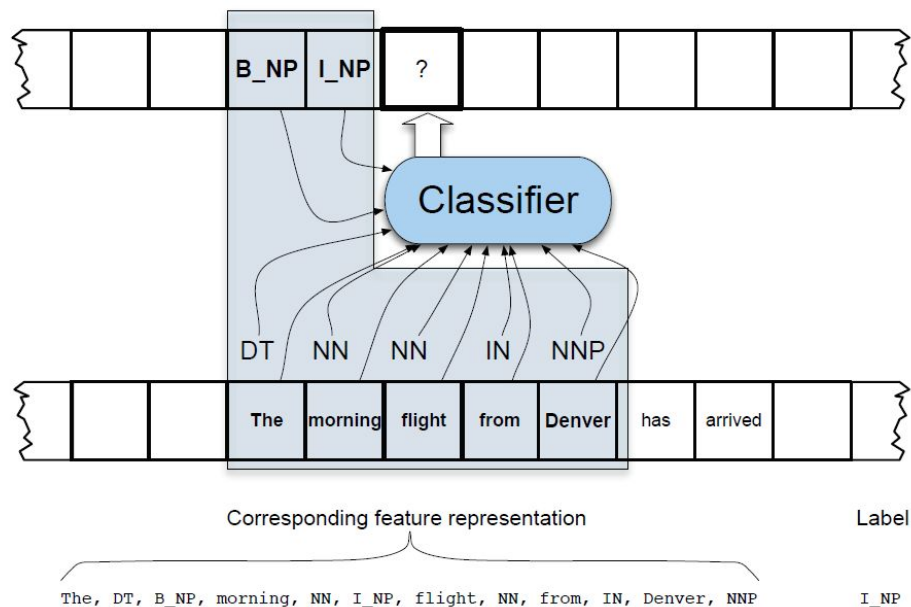 B_NP I_NP ?
Classifier
DT NN NN IN NNP
The morning flight from Denver has arrived
Corresponding feature representation Label
The, DT, B_NP, morning, NN, I_NP, flight, NN, from, IN, Denver, NNP I_NP